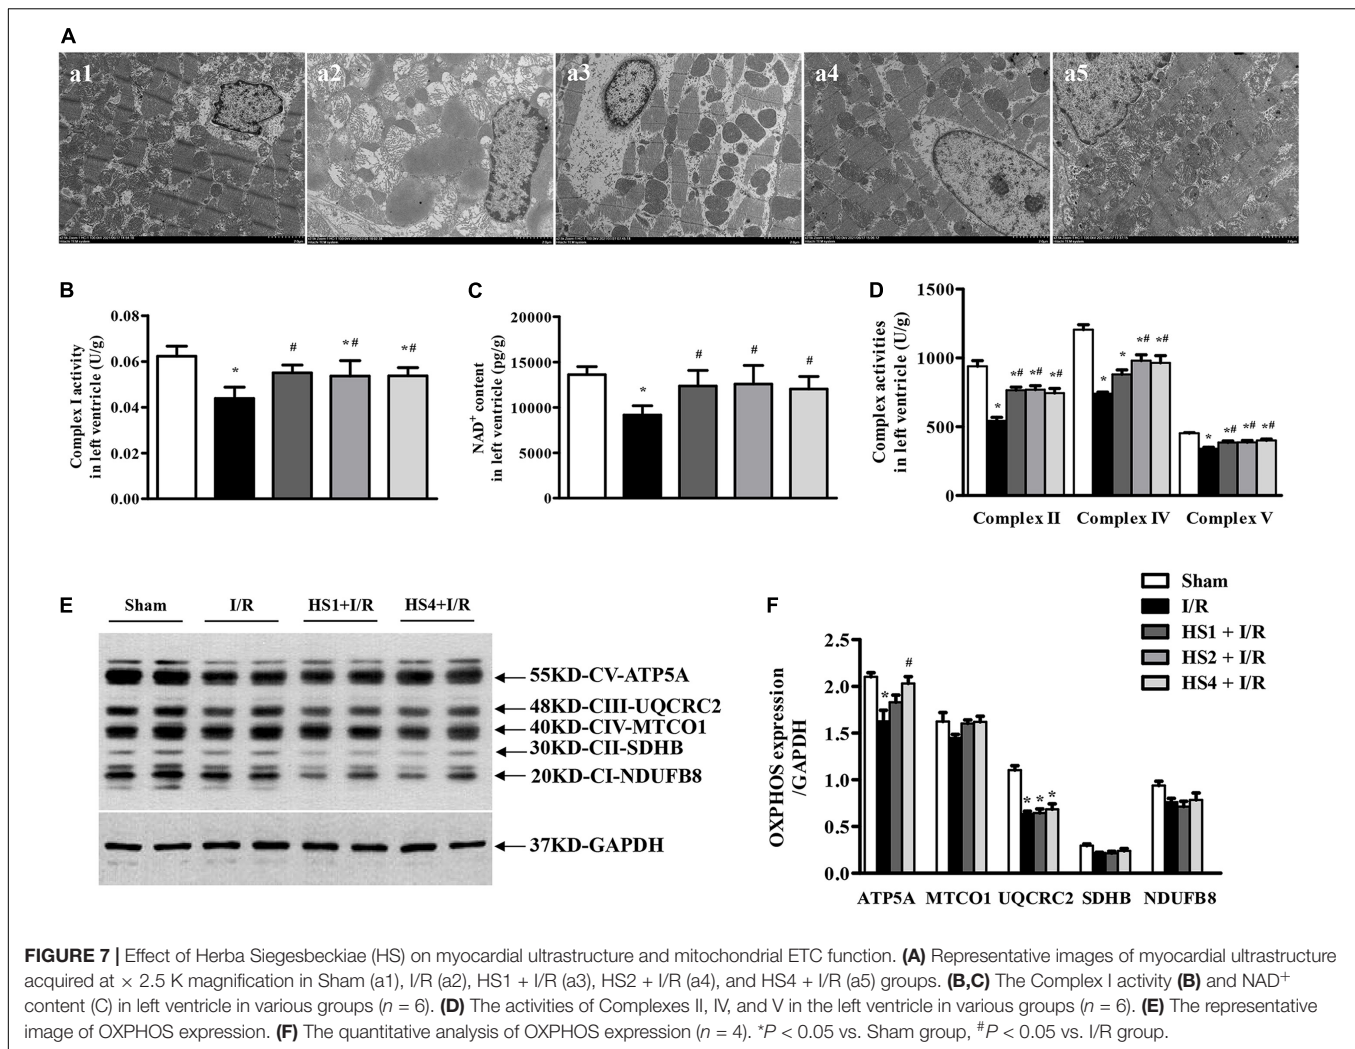 A
a1 a2 a3 a4 a5
B
Complex I activity
in left ventricle (U/g)
0.08
0.06
0.04
0.02
0.00
*
#
*#
*#
C
NAD+ content
in left ventricle (pg/g)
20000
15000
10000
5000
0
*
#
#
#
D
Complex activities
in left ventricle (U/g)
1500
1000
500
0
* *# *# *#
* * *# *#
* *# *# *#
Complex II Complex IV Complex V
E
Sham I/R HS1+I/R HS4+I/R
55KD-CV-ATP5A
48KD-CIII-UQCRC2
40KD-CIV-MTCO1
30KD-CII-SDHB
20KD-CI-NDUFB8
37KD-GAPDH
F
Sham
I/R
HS1 + I/R
HS2 + I/R
HS4 + I/R
OXPHOS expression
/GAPDH
2.5
2.0
1.5
1.0
0.5
0.0
* #
* * *
ATP5A MTCO1 UQCRC2 SDHB NDUFB8
FIGURE 7 | Effect of Herba Siegesbeckiae (HS) on myocardial ultrastructure and mitochondrial ETC function. (A) Representative images of myocardial ultrastructure
acquired at × 2.5 K magnification in Sham (a1), I/R (a2), HS1 + I/R (a3), HS2 + I/R (a4), and HS4 + I/R (a5) groups. (B,C) The Complex I activity (B) and NAD+
content (C) in left ventricle in various groups (n = 6). (D) The activities of Complexes II, IV, and V in the left ventricle in various groups (n = 6). (E) The representative
image of OXPHOS expression. (F) The quantitative analysis of OXPHOS expression (n = 4). *P < 0.05 vs. Sham group, #P < 0.05 vs. I/R group.